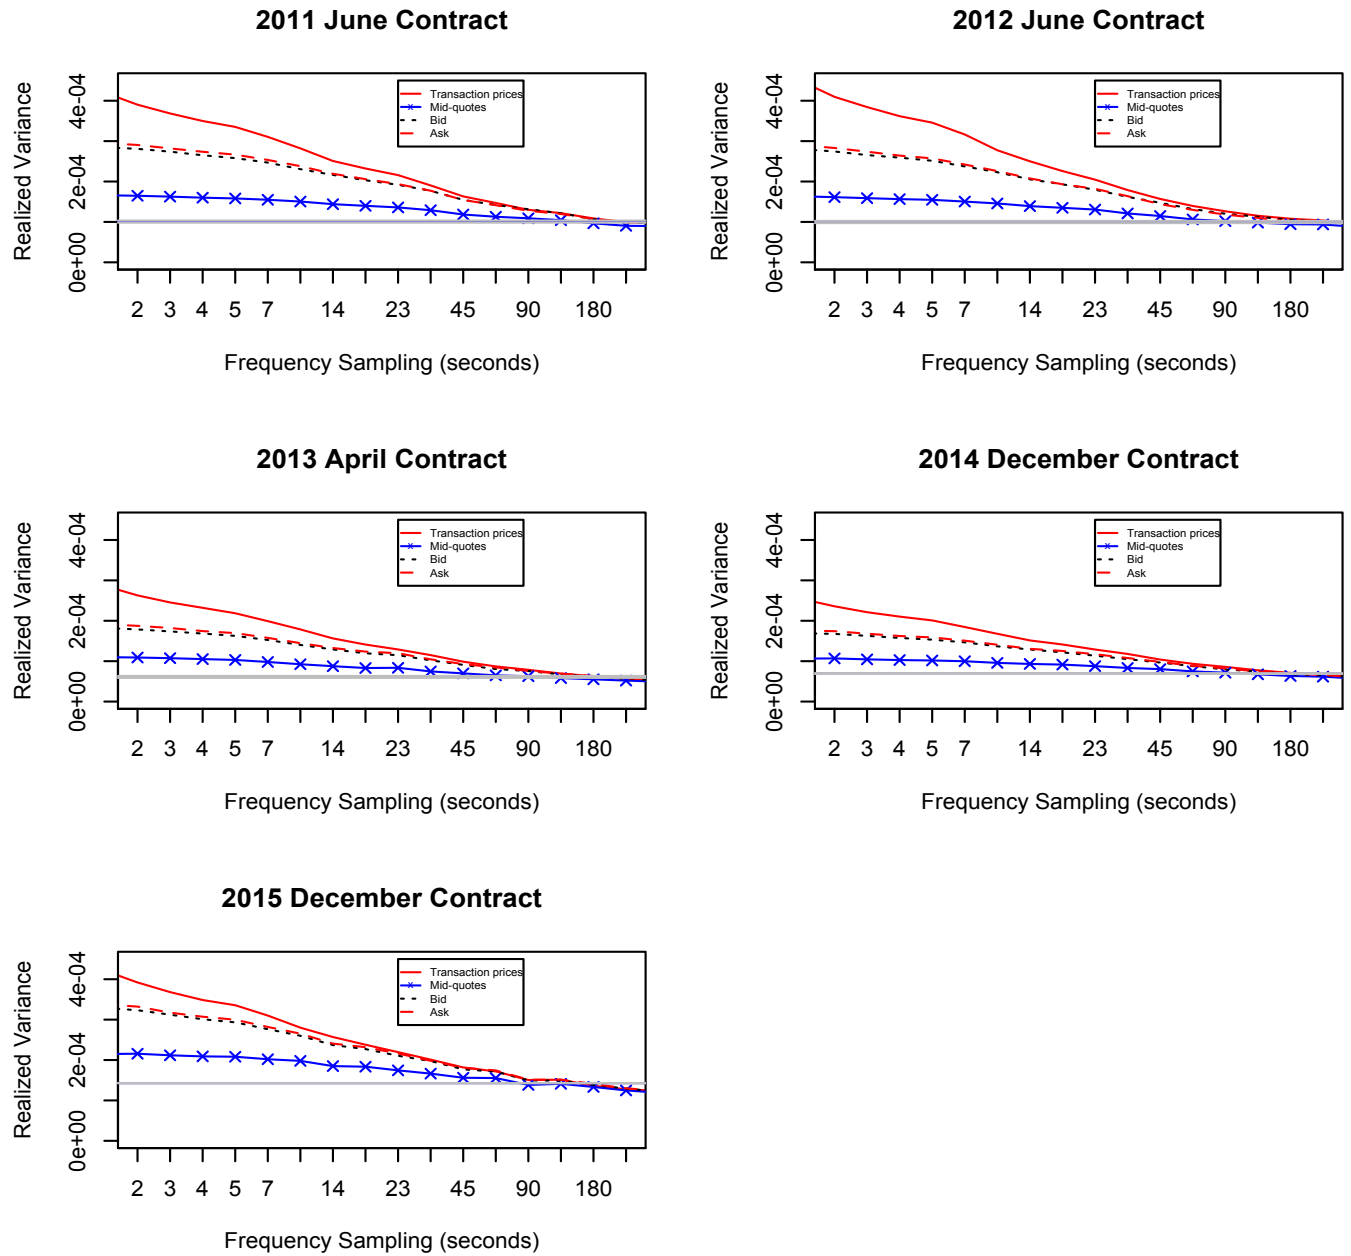 2011 June Contract
Realized Variance
0e+00 2e-04 4e-04
Transaction prices
Mid-quotes
Bid
Ask
2 3 4 5 7 14 23 45 90 180
Frequency Sampling (seconds)
2012 June Contract
Realized Variance
0e+00 2e-04 4e-04
Transaction prices
Mid-quotes
Bid
Ask
2 3 4 5 7 14 23 45 90 180
Frequency Sampling (seconds)
2013 April Contract
Realized Variance
0e+00 2e-04 4e-04
Transaction prices
Mid-quotes
Bid
Ask
2 3 4 5 7 14 23 45 90 180
Frequency Sampling (seconds)
2014 December Contract
Realized Variance
0e+00 2e-04 4e-04
Transaction prices
Mid-quotes
Bid
Ask
2 3 4 5 7 14 23 45 90 180
Frequency Sampling (seconds)
2015 December Contract
Realized Variance
0e+00 2e-04 4e-04
Transaction prices
Mid-quotes
Bid
Ask
2 3 4 5 7 14 23 45 90 180
Frequency Sampling (seconds)